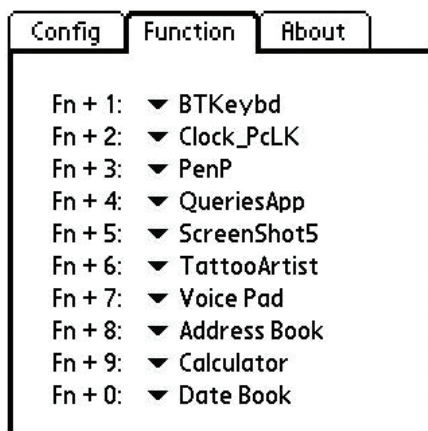 Config Function About
Fn + 1: BTKeybd
Fn + 2: Clock_PcLK
Fn + 3: PenP
Fn + 4: QueriesApp
Fn + 5: ScreenShot5
Fn + 6: TattooArtist
Fn + 7: Voice Pad
Fn + 8: Address Book
Fn + 9: Calculator
Fn + 0: Date Book